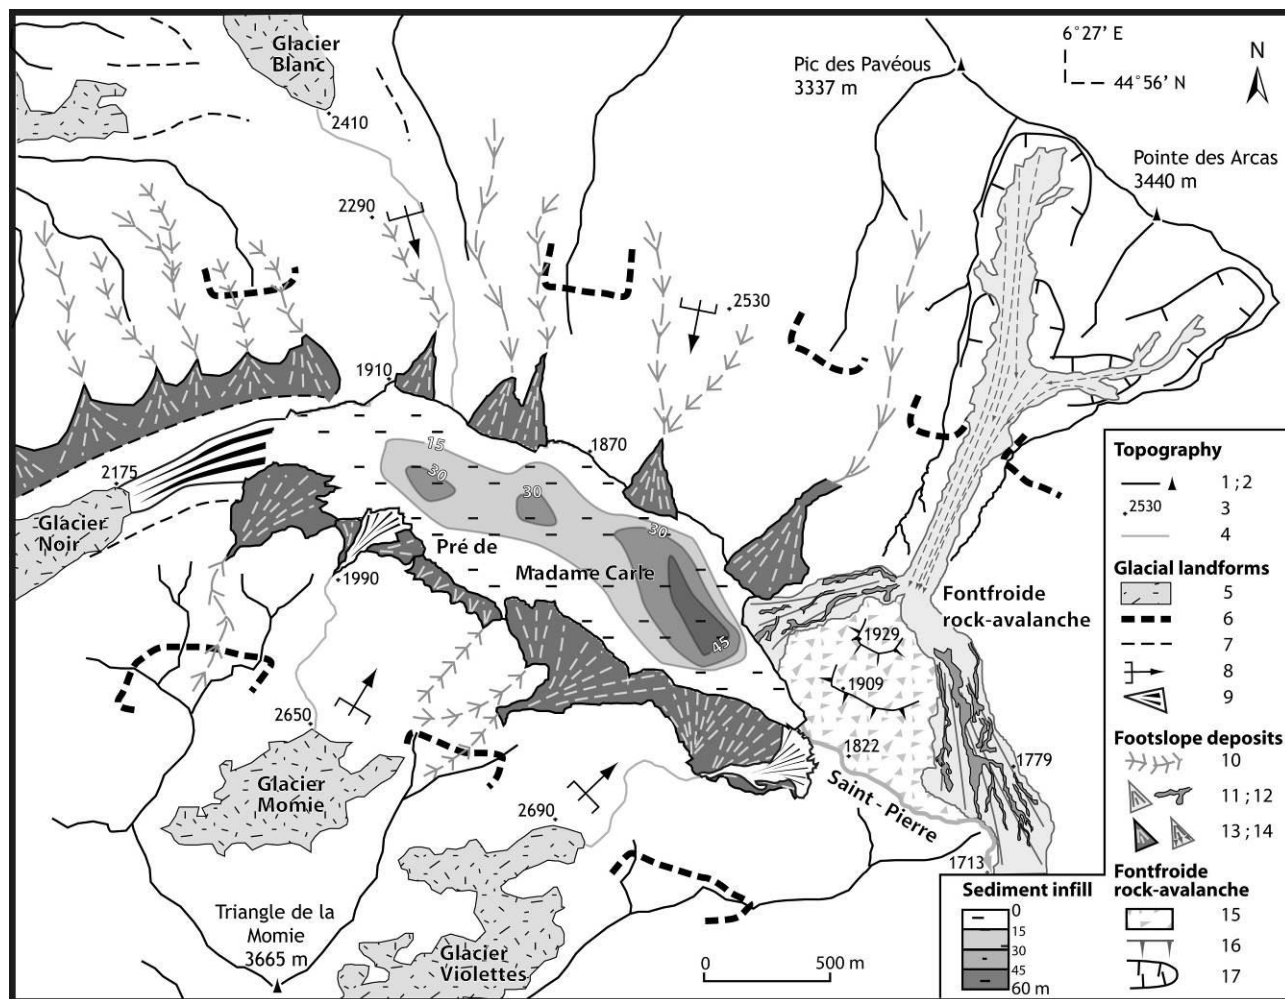 Glacier
Blanc
2410
2290
Pic des Pavéous
3337 m
6°27’ E
44°56’ N
N
Pointe des Arcas
3440 m
2530
1910
2175
Glacier
Noir
15
30
30
30
45
1870
Pré de
Madame Carle
1990
2650
Glacier
Momie
2690
Triangle de la
Momie
3665 m
Glacier
Violettes
Fontfroide
rock-avalanche
1929
1909
1822
Saint - Pierre
1779
1713
0 500 m
Topography
1 ; 2
2530 3
4
Glacial landforms
5
6
7
8
9
Footslope deposits
10
11 ; 12
13 ; 14
Fontfroide
rock-avalanche
15
16
17
Sediment infill
0
15
30
45
60 m